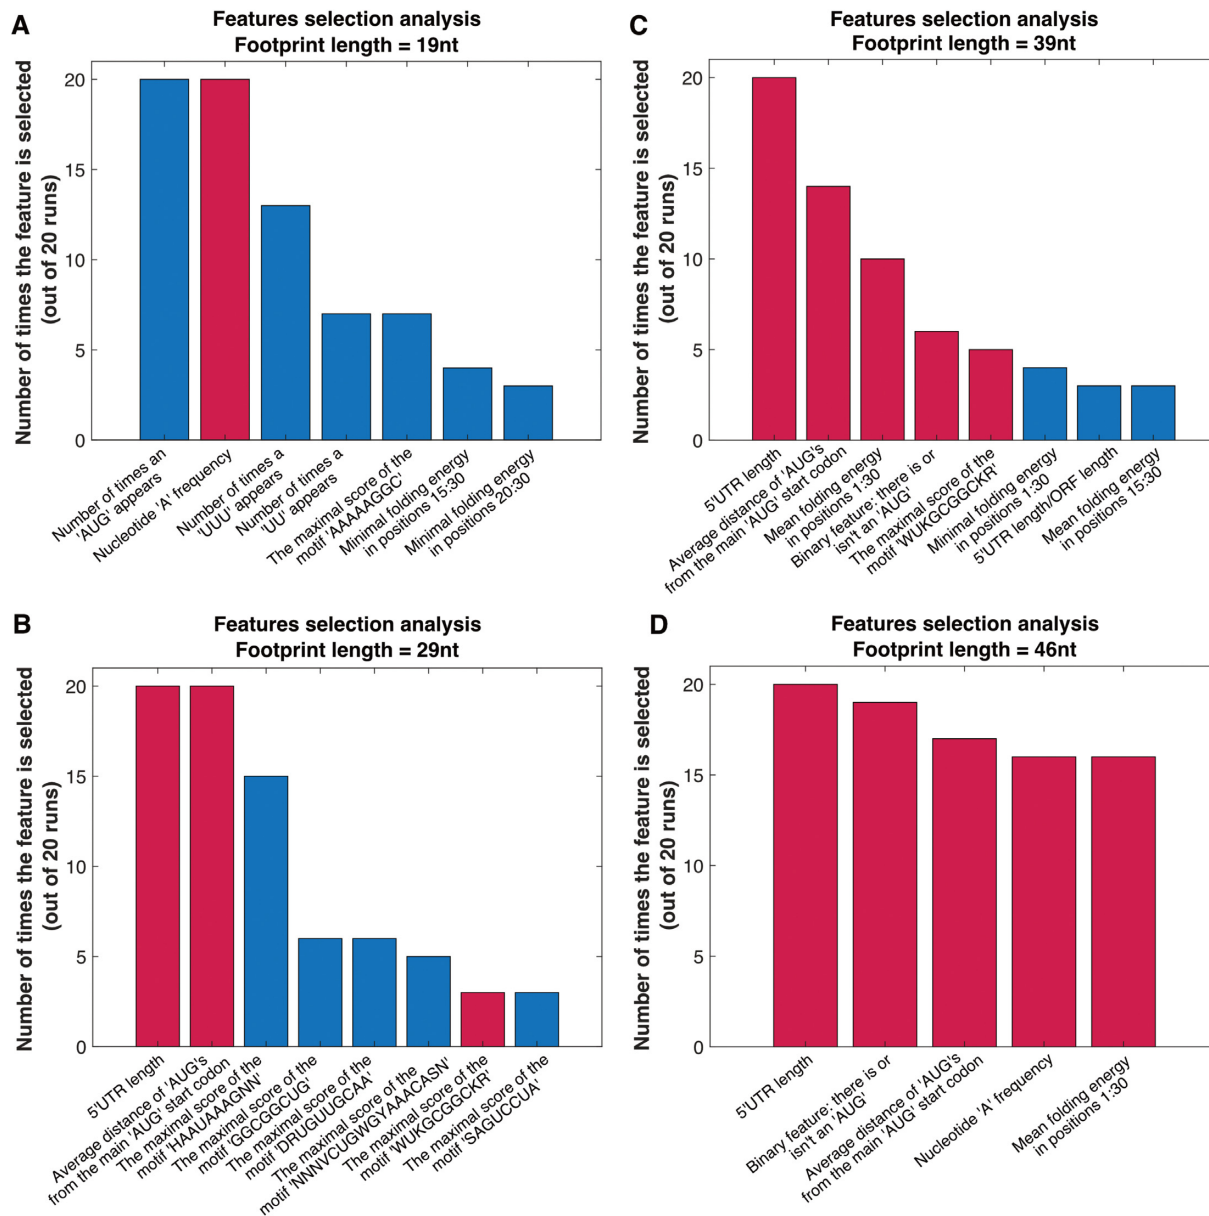 A
Features selection analysis
Footprint length = 19nt
Number of times the feature is selected
(out of 20 runs)
20
15
10
5
0
Number of times an
'AUG' appears
Nucleotide 'A' frequency
Number of times a
'UUU' appears
Number of times a
'UU' appears
The maximal score of the
motif 'AAAAAGGC'
Minimal folding energy
in positions 15:30
Minimal folding energy
in positions 20:30
C
Features selection analysis
Footprint length = 39nt
Number of times the feature is selected
(out of 20 runs)
20
15
10
5
0
5'UTR length
Average distance of 'AUG's
from the main 'AUG' start codon
Mean folding energy
in positions 1:30
Binary feature: there is or
isn't an 'AUG'
The maximal score of the
motif 'WUKGCGGCKR'
Minimal folding energy
in positions 1:30
5'UTR length/ORF length
Mean folding energy
in positions 15:30
B
Features selection analysis
Footprint length = 29nt
Number of times the feature is selected
(out of 20 runs)
20
15
10
5
0
5'UTR length
Average distance of 'AUG's
from the main 'AUG' start codon
The maximal score of the
motif 'HAAUAAAGNN'
The maximal score of the
motif 'GGCGGCUG'
The maximal score of the
motif 'DRUGUUGCAA'
The maximal score of the
motif 'NNNVCUGWGYAAACASN'
The maximal score of the
motif 'WUKGCGGCKR'
The maximal score of the
motif 'SAGUCCUA'
D
Features selection analysis
Footprint length = 46nt
Number of times the feature is selected
(out of 20 runs)
20
15
10
5
0
5'UTR length
Binary feature: there is or
isn't an 'AUG'
Average distance of 'AUG's
from the main 'AUG' start codon
Nucleotide 'A' frequency
Mean folding energy
in positions 1:30